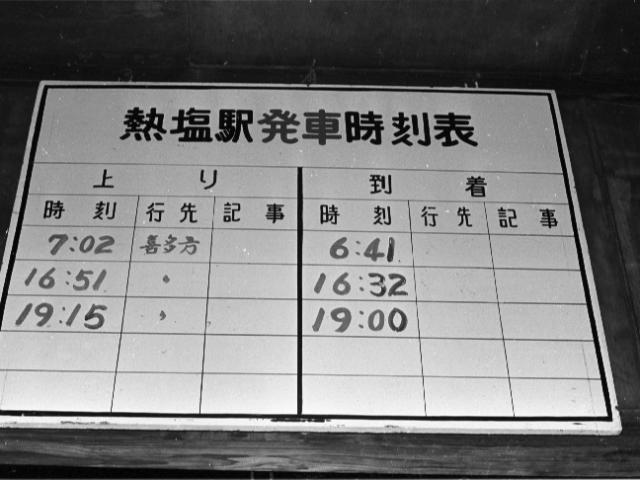 熱塩駅発車時刻表
上り 到着
時刻 行先 記事 時刻 行先 記事
7:02 喜多方 6:41
16:51 〃 16:32
19:15 〃 19:00